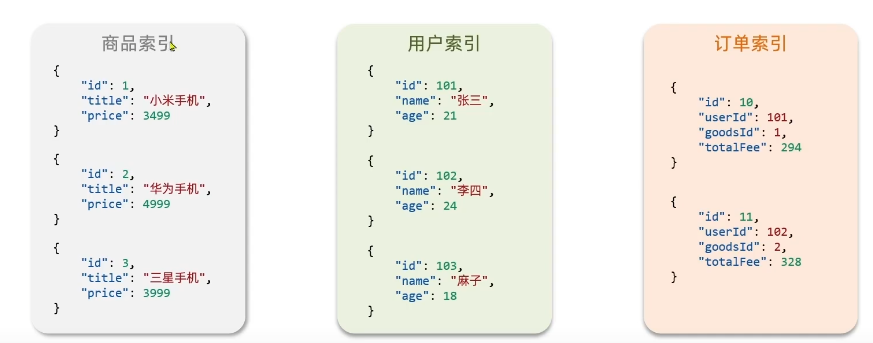 商品索引
{
"id": 1,
"title": "小米手机",
"price": 3499
}
{
"id": 2,
"title": "华为手机",
"price": 4999
}
{
"id": 3,
"title": "三星手机",
"price": 3999
}
用户索引
{
"id": 101,
"name": "张三",
"age": 21
}
{
"id": 102,
"name": "李四",
"age": 24
}
{
"id": 103,
"name": "麻子",
"age": 18
}
订单索引
{
"id": 10,
"userId": 101,
"goodsId": 1,
"totalFee": 294
}
{
"id": 11,
"userId": 102,
"goodsId": 2,
"totalFee": 328
}